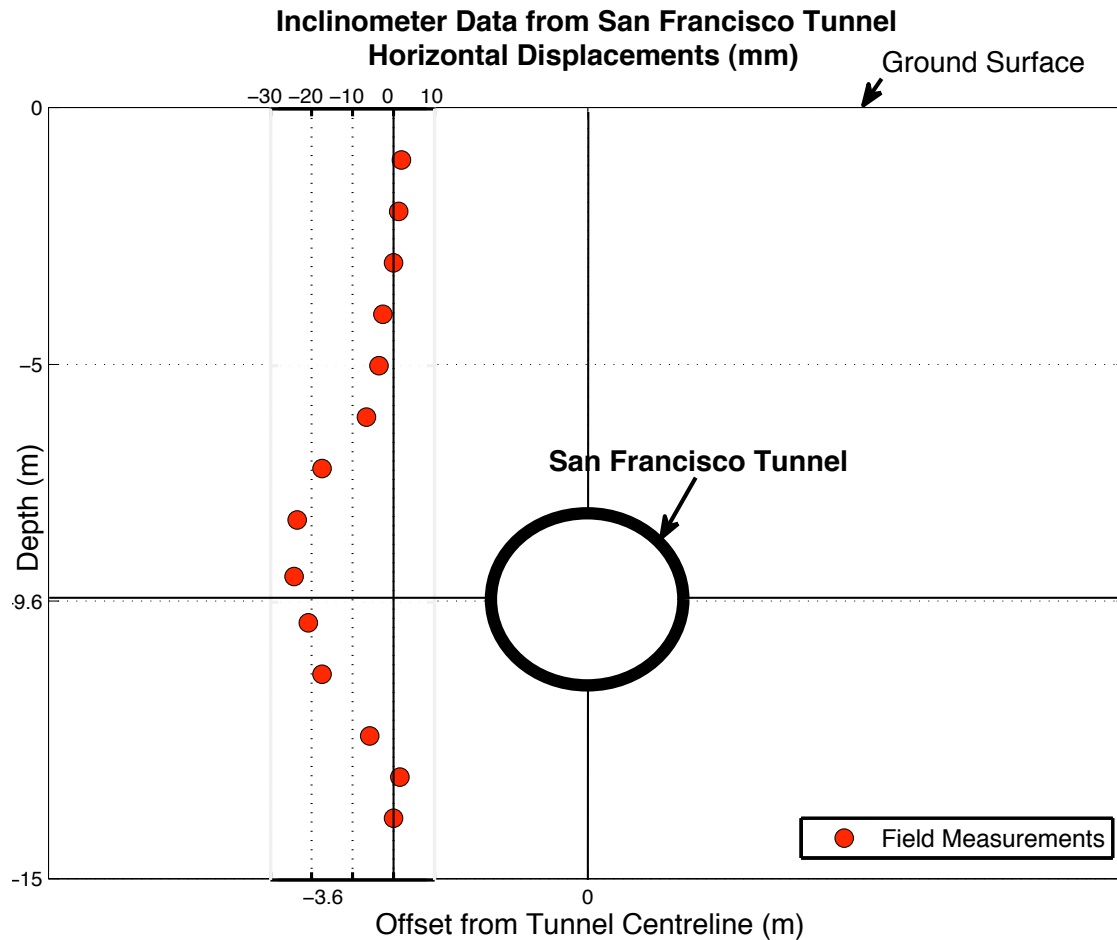 Inclinometer Data from San Francisco Tunnel
Horizontal Displacements (mm)
Ground Surface
−30 −20 −10 0 10
0
−5
San Francisco Tunnel
Depth (m)
9.6
Field Measurements
−15
−3.6 0
Offset from Tunnel Centreline (m)